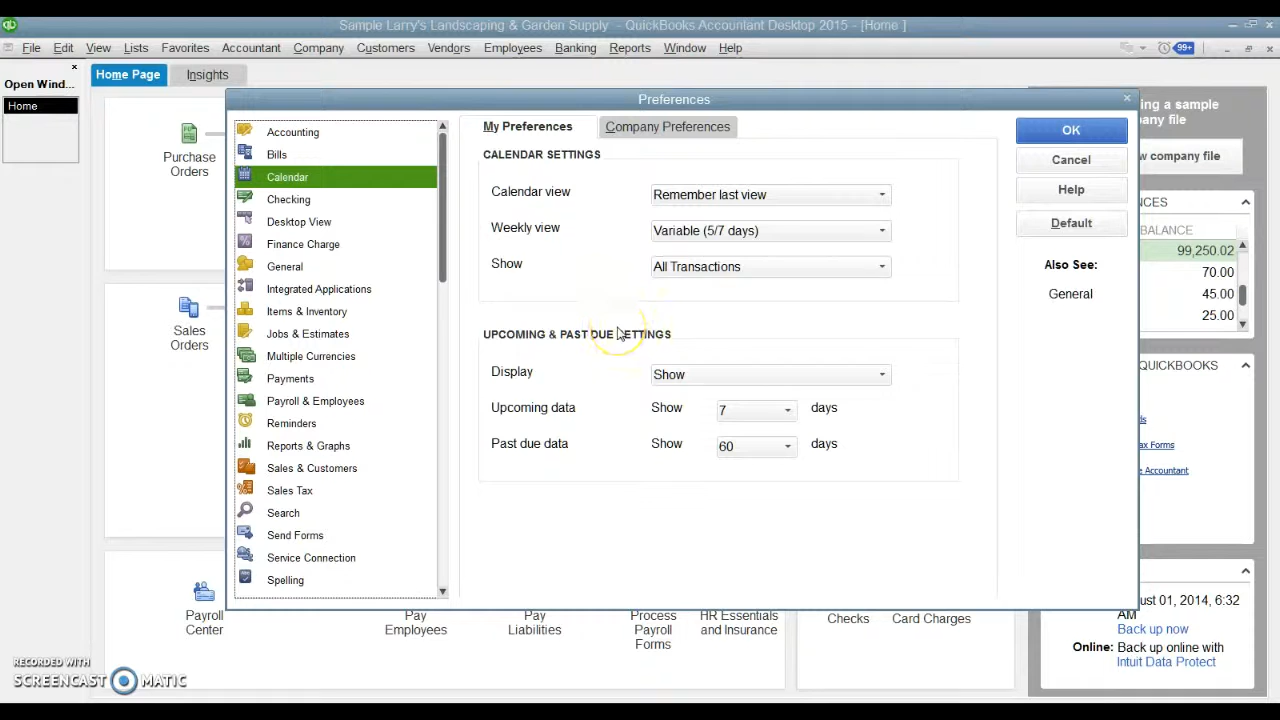 Sample Larry's Landscaping & Garden Supply - QuickBooks Accountant Desktop 2015 - [Home ]
File Edit View Lists Favorites Accountant Company Customers Vendors Employees Banking Reports Window Help 99+
Open Wind...
Home
Home Page
Insights
Purchase
Orders
Sales
Orders
Payroll
Center
Pay
Employees
Pay
Liabilities
Process
Payroll
Forms
HR Essentials
and Insurance
Checks
Card Charges
Preferences
Accounting
Bills
Calendar
Checking
Desktop View
Finance Charge
General
Integrated Applications
Items & Inventory
Jobs & Estimates
Multiple Currencies
Payments
Payroll & Employees
Reminders
Reports & Graphs
Sales & Customers
Sales Tax
Search
Send Forms
Service Connection
Spelling
My Preferences
Company Preferences
CALENDAR SETTINGS
Calendar view Remember last view
Weekly view Variable (5/7 days)
Show All Transactions
UPCOMING & PAST DUE SETTINGS
Display Show
Upcoming data Show 7 days
Past due data Show 60 days
OK
Cancel
Help
Default
Also See:
General
ing a sample
any file
w company file
NCES
BALANCE
99,250.02
70.00
45.00
25.00
QUICKBOOKS
ds
ax Forms
e Accountant
ugust 01, 2014, 6:32
AM
Back up now
Online: Back up online with
Intuit Data Protect
RECORDED WITH
SCREENCAST MATIC